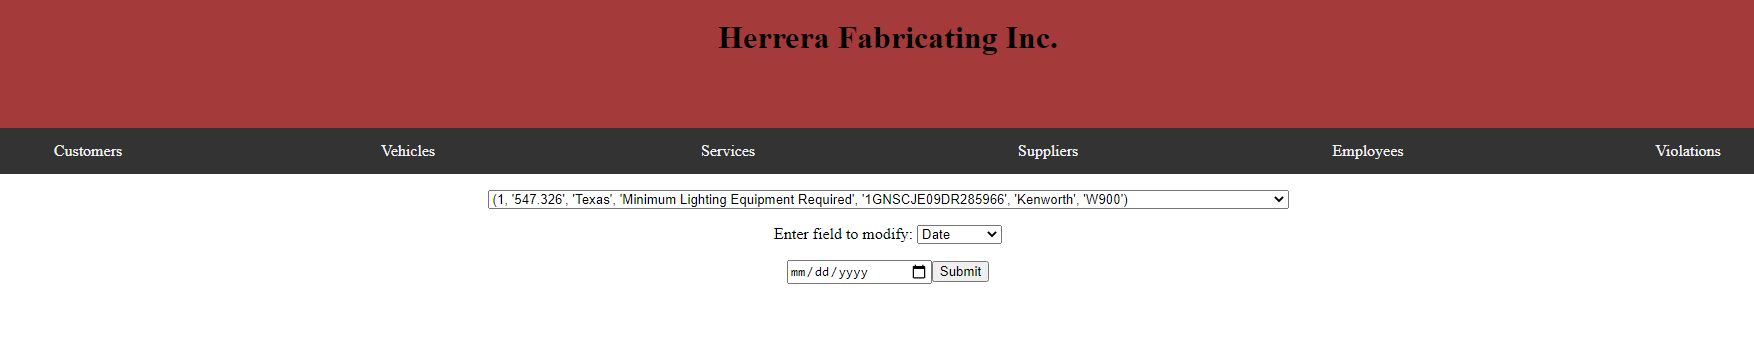 Herrera Fabricating Inc.
Customers Vehicles Services Suppliers Employees Violations
(1, '547.326', 'Texas', 'Minimum Lighting Equipment Required', '1GNSCJE09DR285966', 'Kenworth', 'W900')
Enter field to modify: Date
mm/dd/yyyy Submit